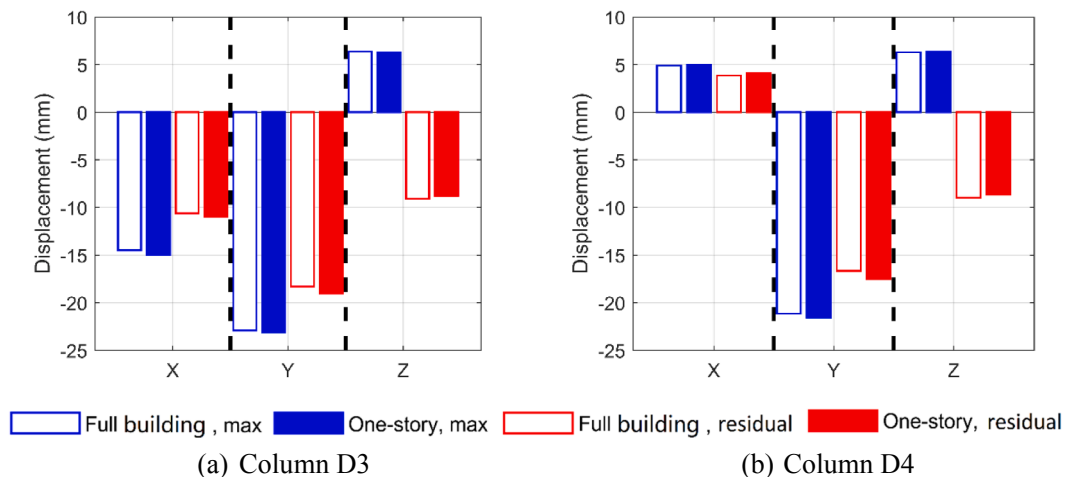 10
5
0
-5
-10
-15
-20
-25
Displacement (mm)
X Y Z
10
5
0
-5
-10
-15
-20
-25
Displacement (mm)
X Y Z
Full building , max One-story, max Full building , residual One-story, residual
(a) Column D3 (b) Column D4